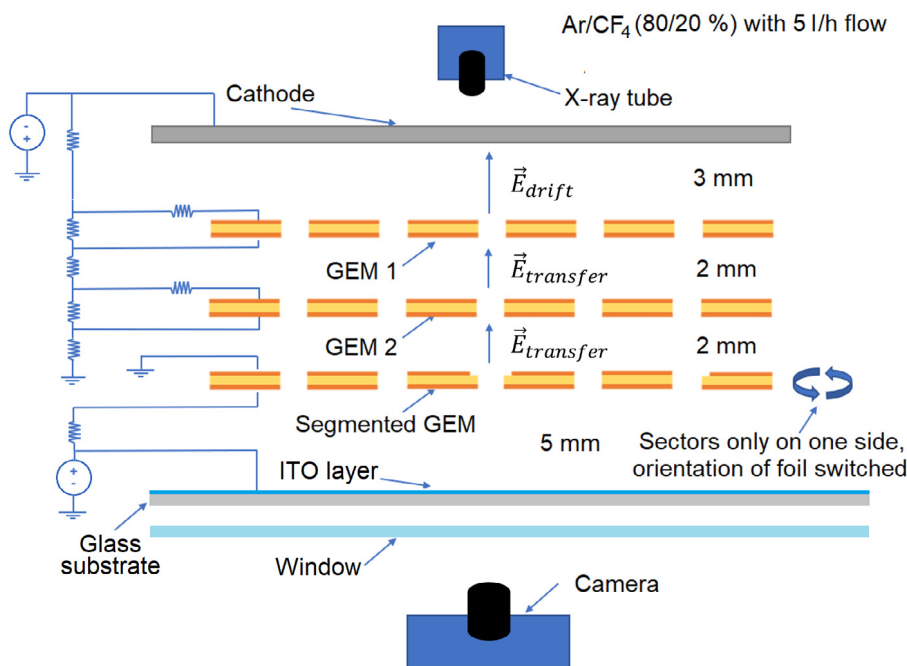 Ar/CF₄ (80/20 %) with 5 l/h flow
X-ray tube
Cathode
-
+
E⃗drift
3 mm
GEM 1
E⃗transfer
2 mm
GEM 2
E⃗transfer
2 mm
Segmented GEM
5 mm
Sectors only on one side,
orientation of foil switched
+
-
ITO layer
Glass
substrate
Window
Camera